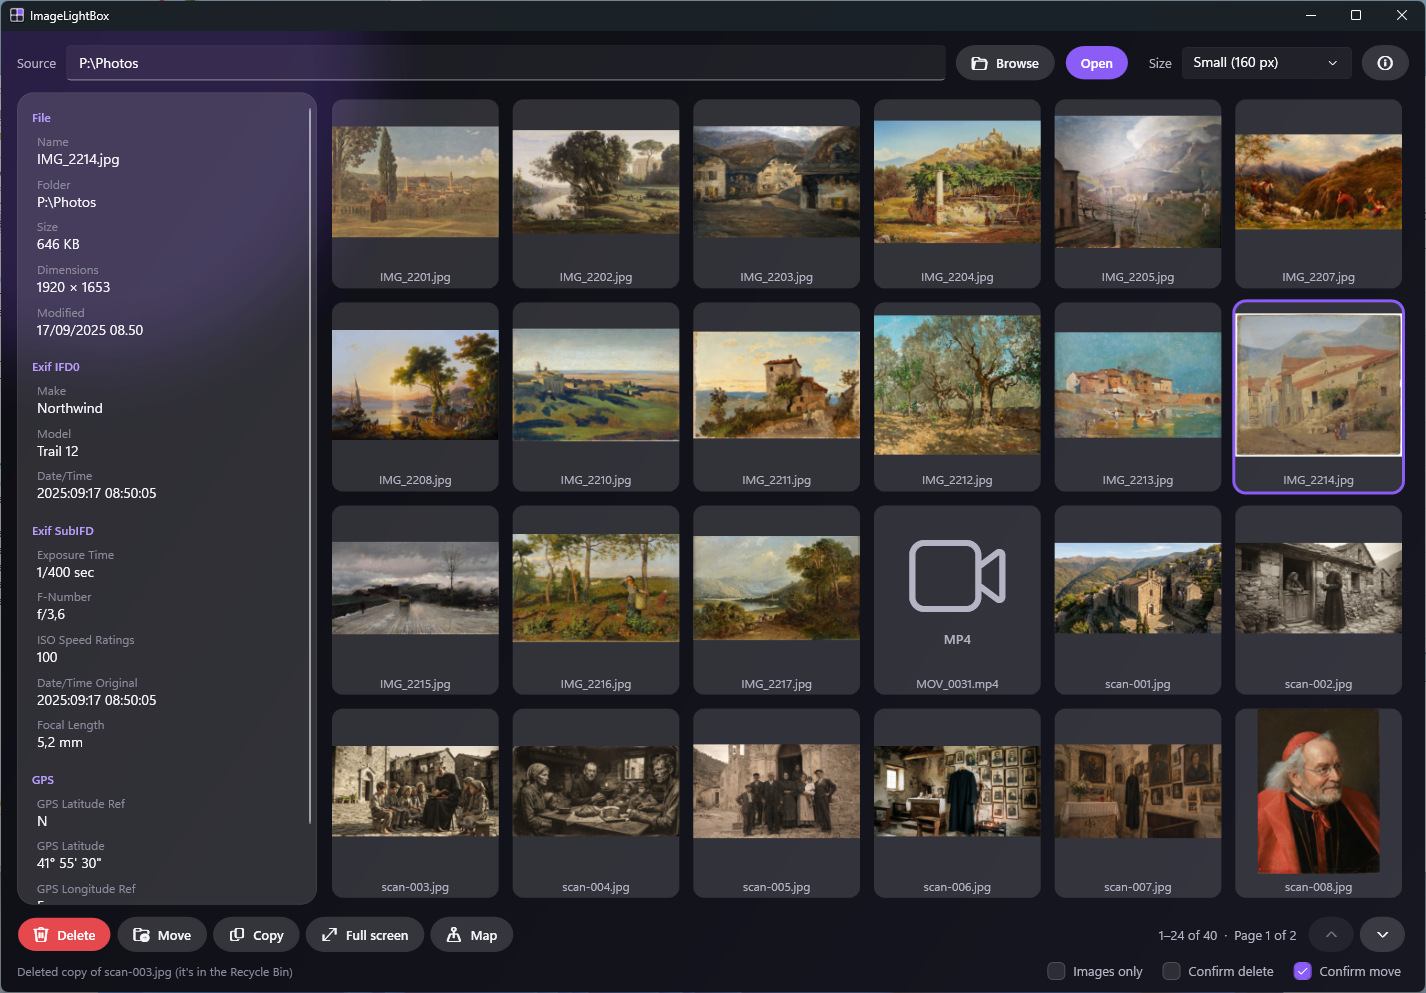 ImageLightBox
Source
P:\Photos
Browse
Open
Size
Small (160 px)
File
Name
IMG_2214.jpg
Folder
P:\Photos
Size
646 KB
Dimensions
1920 × 1653
Modified
17/09/2025 08.50
Exif IFD0
Make
Northwind
Model
Trail 12
Date/Time
2025:09:17 08:50:05
Exif SubIFD
Exposure Time
1/400 sec
F-Number
f/3,6
ISO Speed Ratings
100
Date/Time Original
2025:09:17 08:50:05
Focal Length
5,2 mm
GPS
GPS Latitude Ref
N
GPS Latitude
41° 55' 30"
GPS Longitude Ref
IMG_2201.jpg
IMG_2202.jpg
IMG_2203.jpg
IMG_2204.jpg
IMG_2205.jpg
IMG_2207.jpg
IMG_2208.jpg
IMG_2210.jpg
IMG_2211.jpg
IMG_2212.jpg
IMG_2213.jpg
IMG_2214.jpg
IMG_2215.jpg
IMG_2216.jpg
IMG_2217.jpg
MP4
MOV_0031.mp4
scan-001.jpg
scan-002.jpg
scan-003.jpg
scan-004.jpg
scan-005.jpg
scan-006.jpg
scan-007.jpg
scan-008.jpg
Delete
Move
Copy
Full screen
Map
1–24 of 40 · Page 1 of 2
Deleted copy of scan-003.jpg (it's in the Recycle Bin)
Images only
Confirm delete
Confirm move